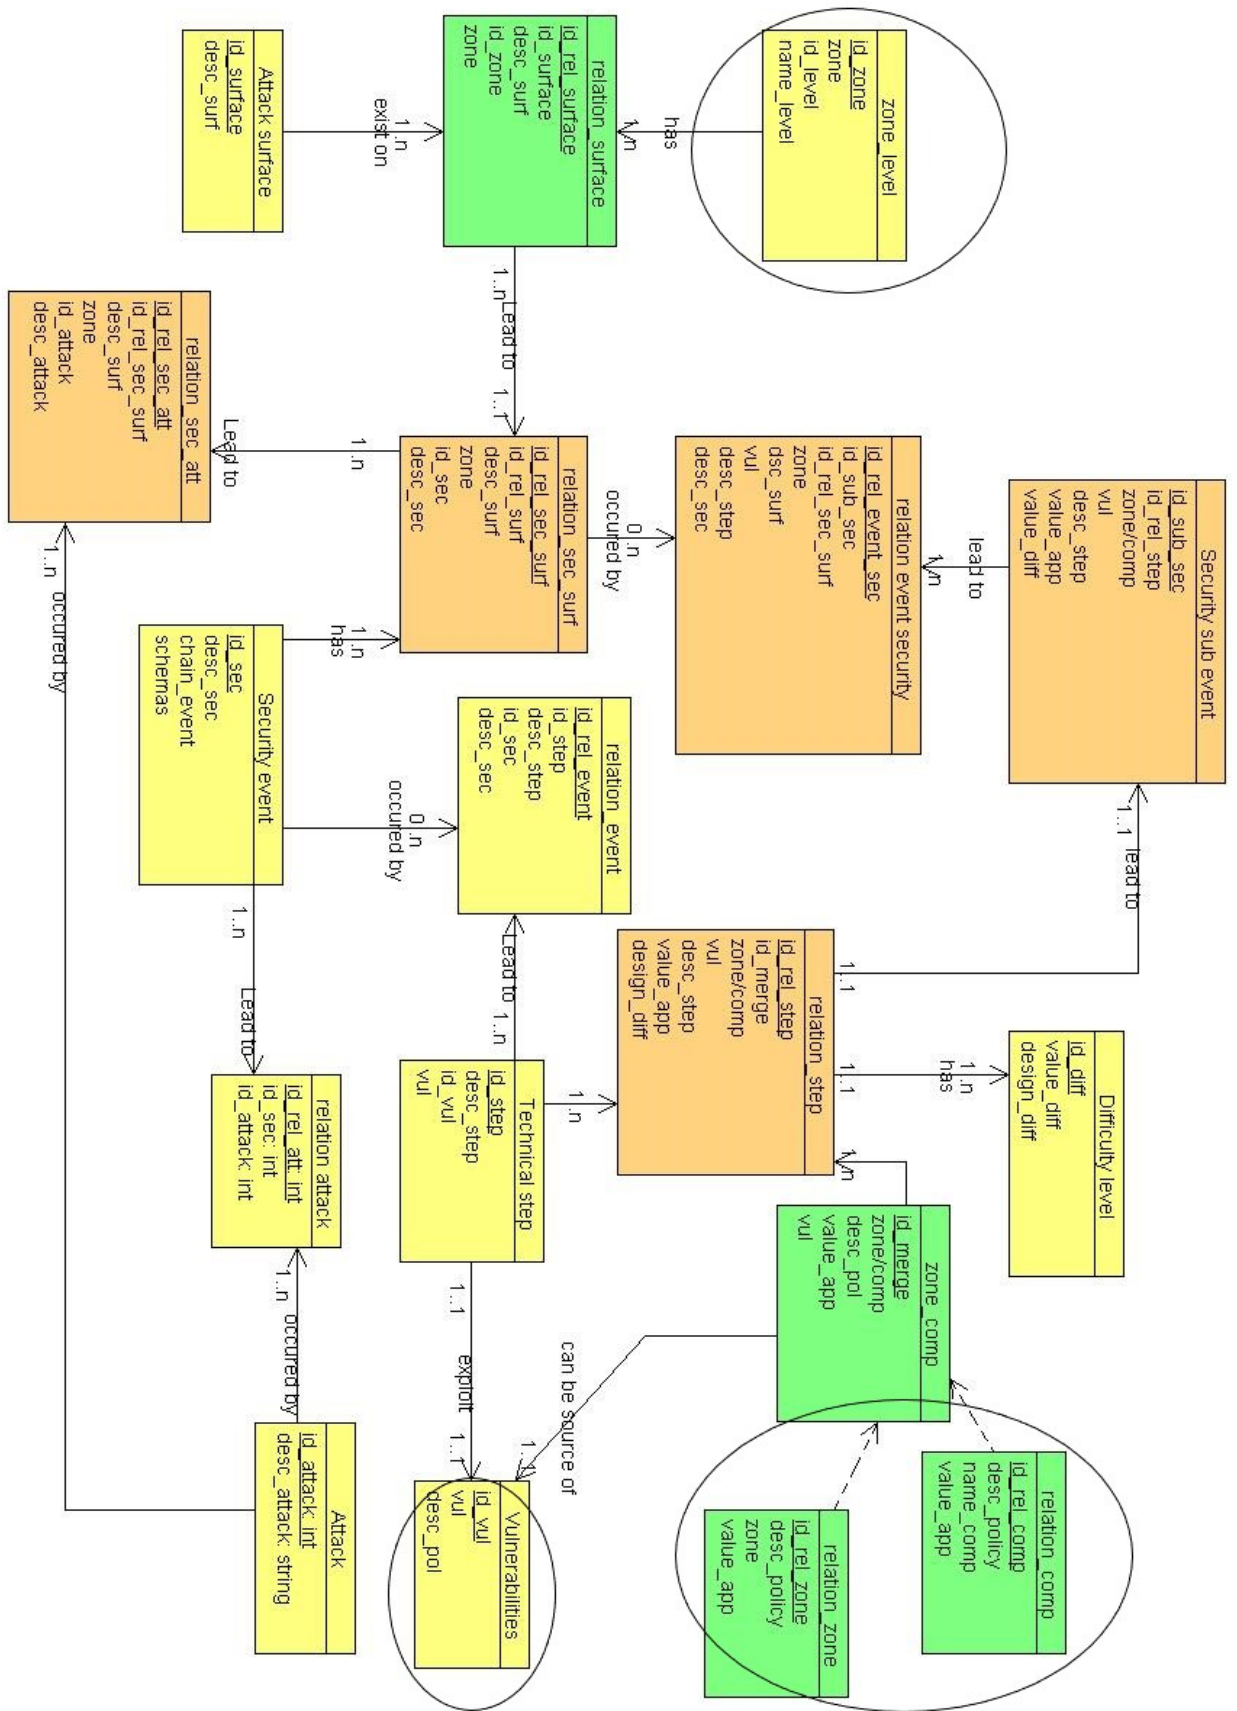 Security sub event
id_sub_sec
id_rel_step
zone/comp
vul
desc_step
value_app
value_diff
1..1
lead to
Difficulty level
id_diff
value_diff
design_diff
relation_comp
id_rel_comp
desc_policy
name_comp
value_app
zone_level
id_zone
zone
id_level
name_level
has
1..n
lead to
1..n
relation event security
id_rel_event_sec
id_sub_sec
id_rel_sec_surf
zone
dsc_surf
vul
desc_step
desc_sec
1..n
has
1..1
1..1
zone_comp
id_merge
zone/comp
desc_pol
value_app
vul
1..n
relation_zone
id_rel_zone
desc_policy
zone
value_app
relation_step
id_rel_step
id_merge
zone/comp
vul
desc_step
value_app
design_diff
relation_surface
id_rel_surface
id_surface
desc_surf
id_zone
zone
1..n
exist on
1..n
Lead to
1..1
0..n
occured by
relation_sec_surf
id_rel_sec_surf
id_rel_surf
desc_surf
zone
id_sec
desc_sec
relation_event
id_rel_event
id_step
desc_step
id_sec
desc_sec
Lead to
1..n
1..n
can be source of
1..1
Technical step
id_step
desc_step
id_vul
vul
1..1
exploit
1..1
Vulnerabilities
id_vul
vul
desc_pol
0..n
occured by
1..n
has
1..n
Lead to
Attack surface
id_surface
desc_surf
Security event
id_sec
desc_sec
chain_event
schemas
1..n
Lead to
relation attack
id_rel_att: int
id_sec: int
id_attack: int
1..n
occured by
Attack
id_attack: int
desc_attack: string
relation_sec_att
id_rel_sec_att
id_rel_sec_surf
desc_surf
zone
id_attack
desc_attack
1..n
occured by